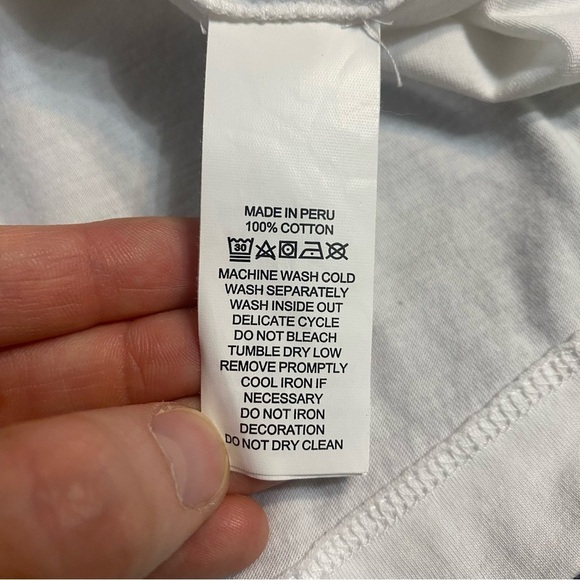 MADE IN PERU
100% COTTON
30
MACHINE WASH COLD
WASH SEPARATELY
WASH INSIDE OUT
DELICATE CYCLE
DO NOT BLEACH
TUMBLE DRY LOW
REMOVE PROMPTLY
COOL IRON IF
NECESSARY
DO NOT IRON
DECORATION
DO NOT DRY CLEAN